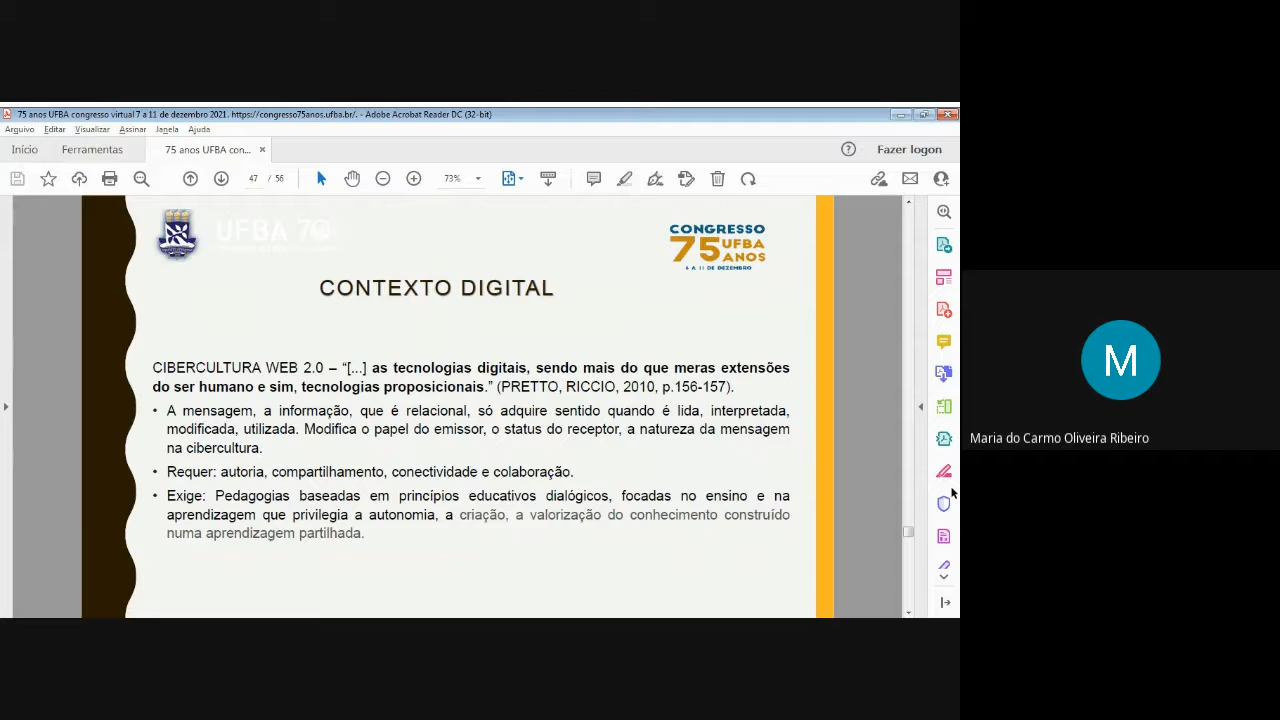 75 anos UFBA congresso virtual 7 a 11 de dezembro 2021. https://congresso75anos.ufba.br/. - Adobe Acrobat Reader DC (32-bit)
Arquivo Editar Visualizar Assinar Janela Ajuda
Início Ferramentas 75 anos UFBA con... × Fazer logon
47 / 56 73%
UFBA 70
CONGRESSO
75 UFBA
ANOS
6 A 11 DE DEZEMBRO
CONTEXTO DIGITAL
CIBERCULTURA WEB 2.0 – “[...] as tecnologias digitais, sendo mais do que meras extensões
do ser humano e sim, tecnologias proposicionais.” (PRETTO, RICCIO, 2010, p.156-157).
• A mensagem, a informação, que é relacional, só adquire sentido quando é lida, interpretada,
modificada, utilizada. Modifica o papel do emissor, o status do receptor, a natureza da mensagem
na cibercultura.
• Requer: autoria, compartilhamento, conectividade e colaboração.
• Exige: Pedagogias baseadas em princípios educativos dialógicos, focadas no ensino e na
aprendizagem que privilegia a autonomia, a criação, a valorização do conhecimento construído
numa aprendizagem partilhada.
M
Maria do Carmo Oliveira Ribeiro